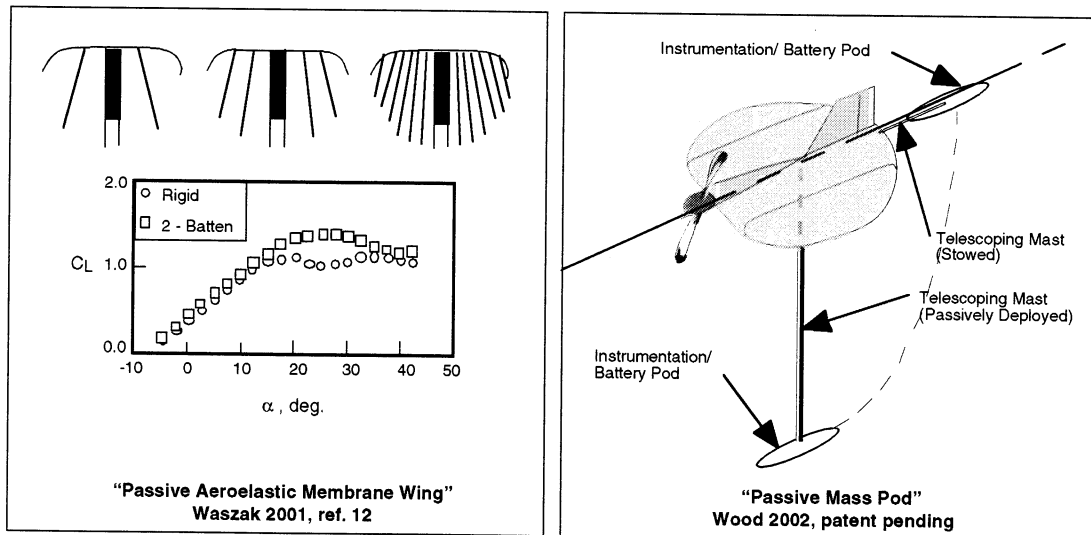 2.0
Rigid
2 - Batten
CL
1.0
0.0
-10 0 10 20 30 40 50
α , deg.
“Passive Aeroelastic Membrane Wing”
Waszak 2001, ref. 12
Instrumentation/ Battery Pod
Telescoping Mast
(Stowed)
Telescoping Mast
(Passively Deployed)
Instrumentation/
Battery Pod
“Passive Mass Pod”
Wood 2002, patent pending